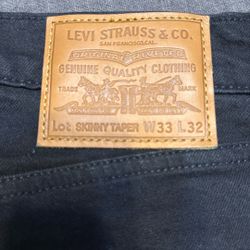 LEVI STRAUSS & CO.
SAN FRANCISCO, CAL.
GENUINE QUALITY CLOTHING
TRADE MARK
Lot SKINNY TAPER W33 L32